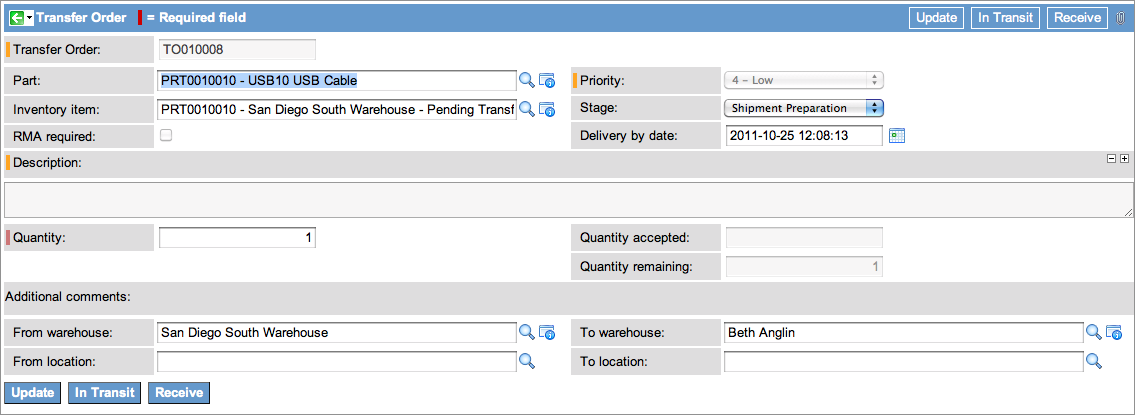 Transfer Order = Required field Update In Transit Receive
Transfer Order: TO010008
Part: PRT0010010 - USB10 USB Cable Priority: 4 - Low
Inventory item: PRT0010010 - San Diego South Warehouse - Pending Transf Stage: Shipment Preparation
RMA required: Delivery by date: 2011-10-25 12:08:13
Description:
Quantity: 1 Quantity accepted:
Quantity remaining: 1
Additional comments:
From warehouse: San Diego South Warehouse To warehouse: Beth Anglin
From location: To location:
Update In Transit Receive